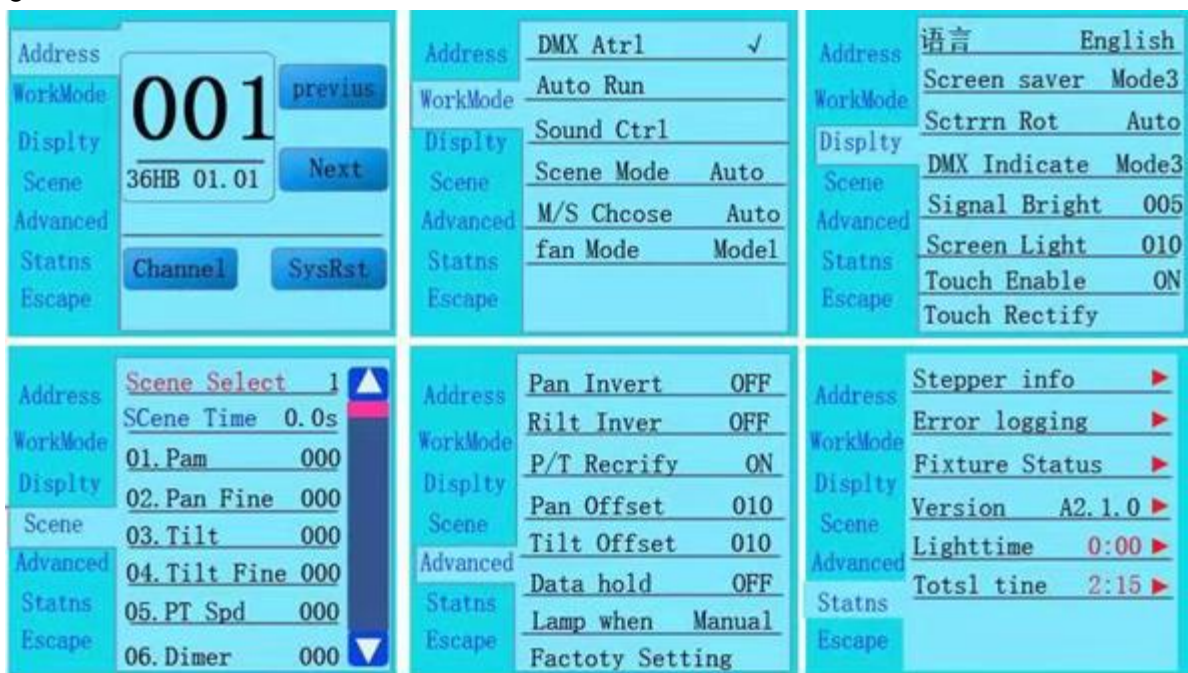 Address
WorkMode
Displty
Scene
Advanced
Statns
Escape
001
36HB 01.01
previus
Next
Channel
SysRst
Address
WorkMode
Displty
Scene
Advanced
Statns
Escape
DMX Atrl √
Auto Run
Sound Ctrl
Scene Mode Auto
M/S Chcose Auto
fan Mode Model
Address
WorkMode
Displty
Scene
Advanced
Statns
Escape
语言 English
Screen saver Mode3
Sctrrn Rot Auto
DMX Indicate Mode3
Signal Bright 005
Screen Light 010
Touch Enable ON
Touch Rectify
Address
WorkMode
Displty
Scene
Advanced
Statns
Escape
Scene Select 1
SCene Time 0.0s
01. Pam 000
02. Pan Fine 000
03. Tilt 000
04. Tilt Fine 000
05. PT Spd 000
06. Dimer 000
Address
WorkMode
Displty
Scene
Advanced
Statns
Escape
Pan Invert OFF
Rilt Inver OFF
P/T Recrify ON
Pan Offset 010
Tilt Offset 010
Data hold OFF
Lamp when Manual
Factoty Setting
Address
WorkMode
Displty
Scene
Advanced
Statns
Escape
Stepper info
Error logging
Fixture Status
Version A2.1.0
Lighttime 0:00
Totsl tine 2:15